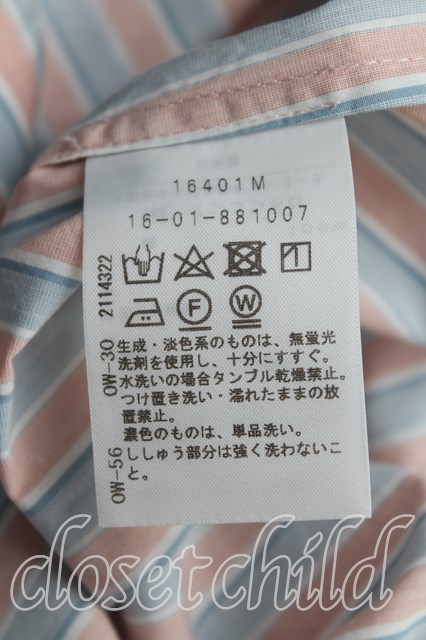 16401M
16-01-881007
F
W
OW-30 2114322
生成・淡色系のものは、無蛍光
洗剤を使用し、十分にすすぐ。
水洗いの場合タンブル乾燥禁止。
つけ置き洗い・濡れたままの放
置禁止。
濃色のものは、単品洗い。
OW-56
ししゅう部分は強く洗わないこ
と。
closetchild